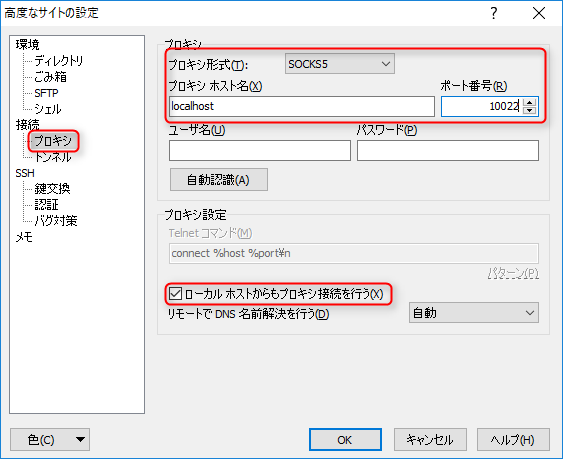 高度なサイトの設定
?
環境
ディレクトリ
ごみ箱
SFTP
シェル
接続
プロキシ
トンネル
SSH
鍵交換
認証
バグ対策
メモ
プロキシ
プロキシ形式(T):
SOCKS5
プロキシ ホスト名(X)
ポート番号(R)
localhost
10022
ユーザ名(U)
パスワード(P)
自動認識(A)
プロキシ設定
Telnet コマンド(M)
connect %host %port¥n
パターン(P)
ローカル ホストからもプロキシ接続を行う(X)
リモートで DNS 名前解決を行う(D)
自動
色(C)
OK
キャンセル
ヘルプ(H)